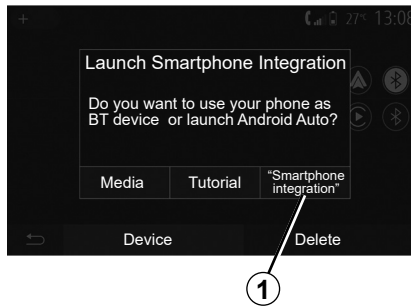 + 27°C 13:08
Launch Smartphone Integration
Do you want to use your phone as
BT device or launch Android Auto?
Media Tutorial “Smartphone
integration”
Device Delete
1